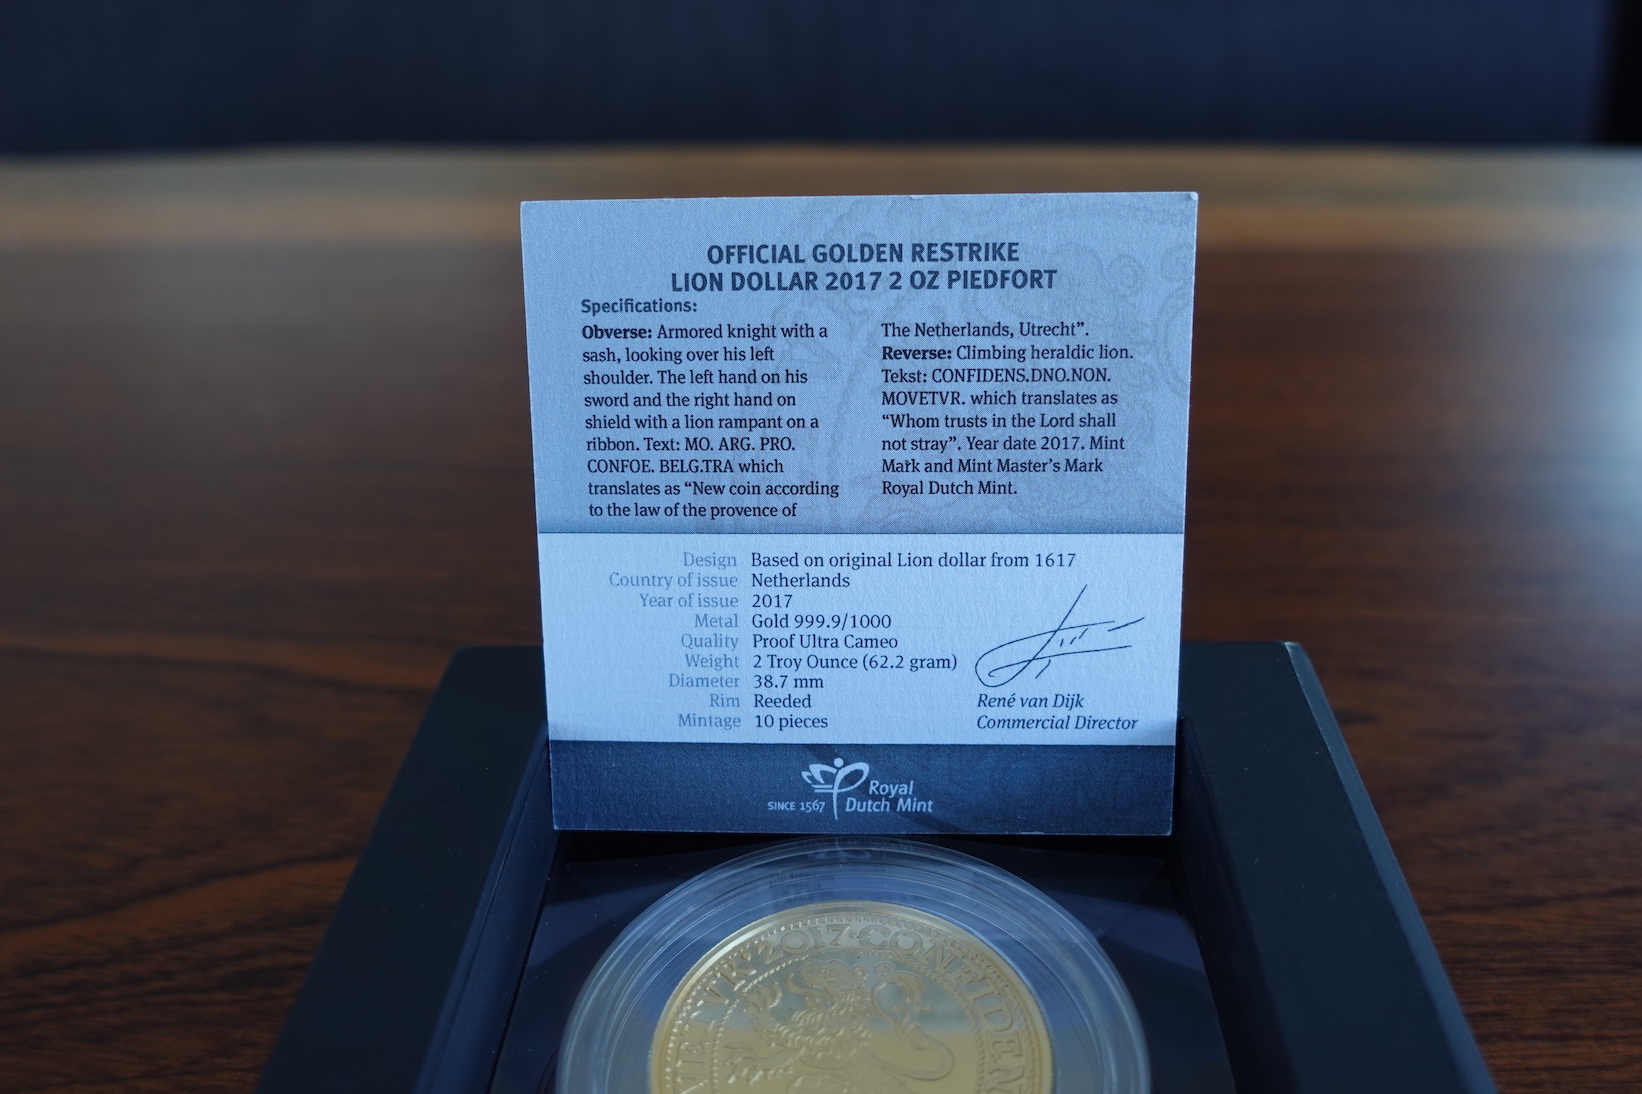 OFFICIAL GOLDEN RESTRIKE
LION DOLLAR 2017 2 OZ PIEDFORT
Specifications:
Obverse: Armored knight with a
sash, looking over his left
shoulder. The left hand on his
sword and the right hand on
shield with a lion rampant on a
ribbon. Text: MO. ARG. PRO.
CONFOE. BELG.TRA which
translates as “New coin according
to the law of the provence of
The Netherlands, Utrecht”.
Reverse: Climbing heraldic lion.
Tekst: CONFIDENS.DNO.NON.
MOVETVR. which translates as
“Whom trusts in the Lord shall
not stray”. Year date 2017. Mint
Mark and Mint Master’s Mark
Royal Dutch Mint.
Design Based on original Lion dollar from 1617
Country of issue Netherlands
Year of issue 2017
Metal Gold 999.9/1000
Quality Proof Ultra Cameo
Weight 2 Troy Ounce (62.2 gram)
Diameter 38.7 mm
Rim Reeded
Mintage 10 pieces
René van Dijk
Commercial Director
SINCE 1567 Royal
Dutch Mint
2017·CONFIDEN